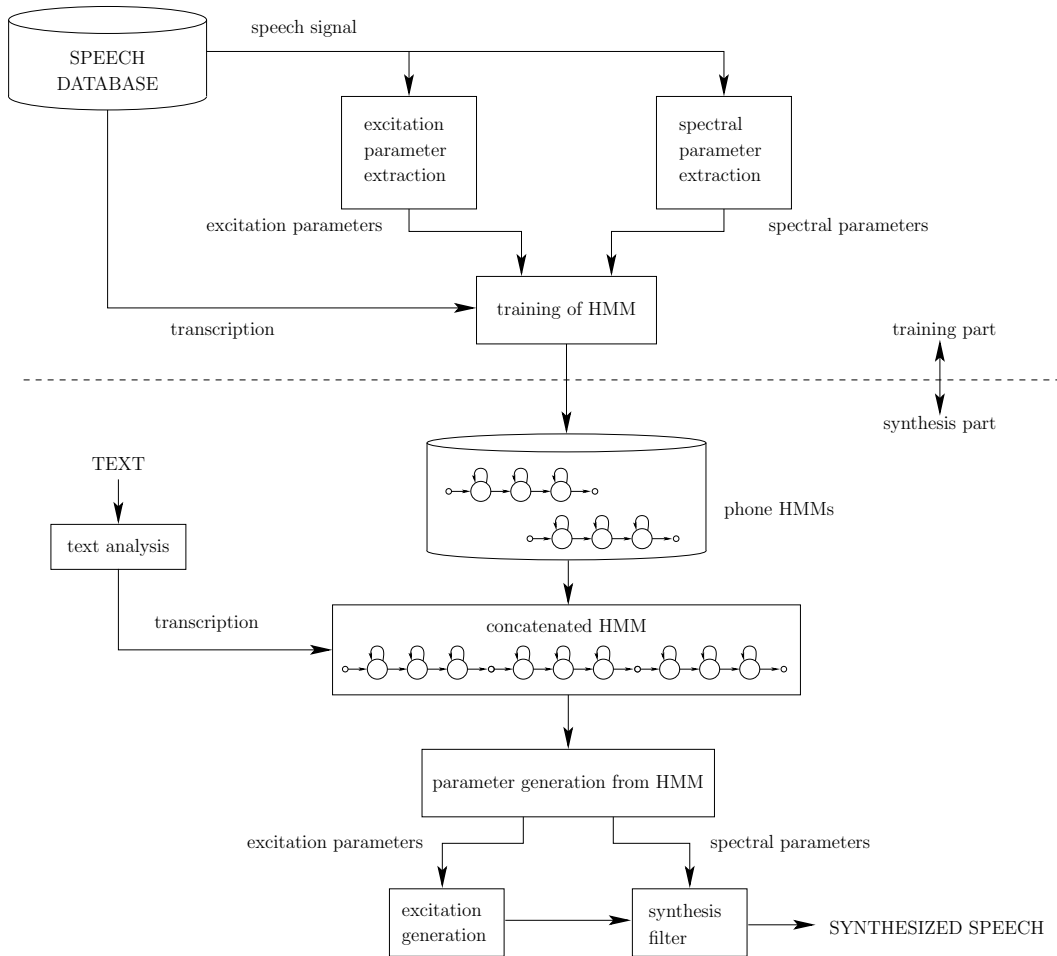 speech signal
SPEECH
DATABASE
excitation
parameter
extraction
spectral
parameter
extraction
excitation parameters
spectral parameters
training of HMM
transcription
training part
synthesis part
TEXT
phone HMMs
text analysis
transcription
concatenated HMM
parameter generation from HMM
excitation parameters
spectral parameters
excitation
generation
synthesis
filter
SYNTHESIZED SPEECH